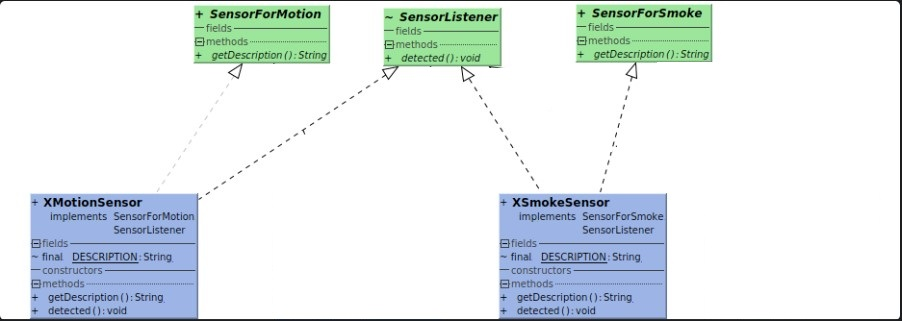 + SensorForMotion
fields
methods
+ getDescription(): String
~ SensorListener
fields
methods
+ detected(): void
+ SensorForSmoke
fields
methods
+ getDescription(): String
+ XMotionSensor
implements SensorForMotion
SensorListener
fields
~ final DESCRIPTION: String
constructors
methods
+ getDescription(): String
+ detected(): void
+ XSmokeSensor
implements SensorForSmoke
SensorListener
fields
~ final DESCRIPTION: String
constructors
methods
+ getDescription(): String
+ detected(): void